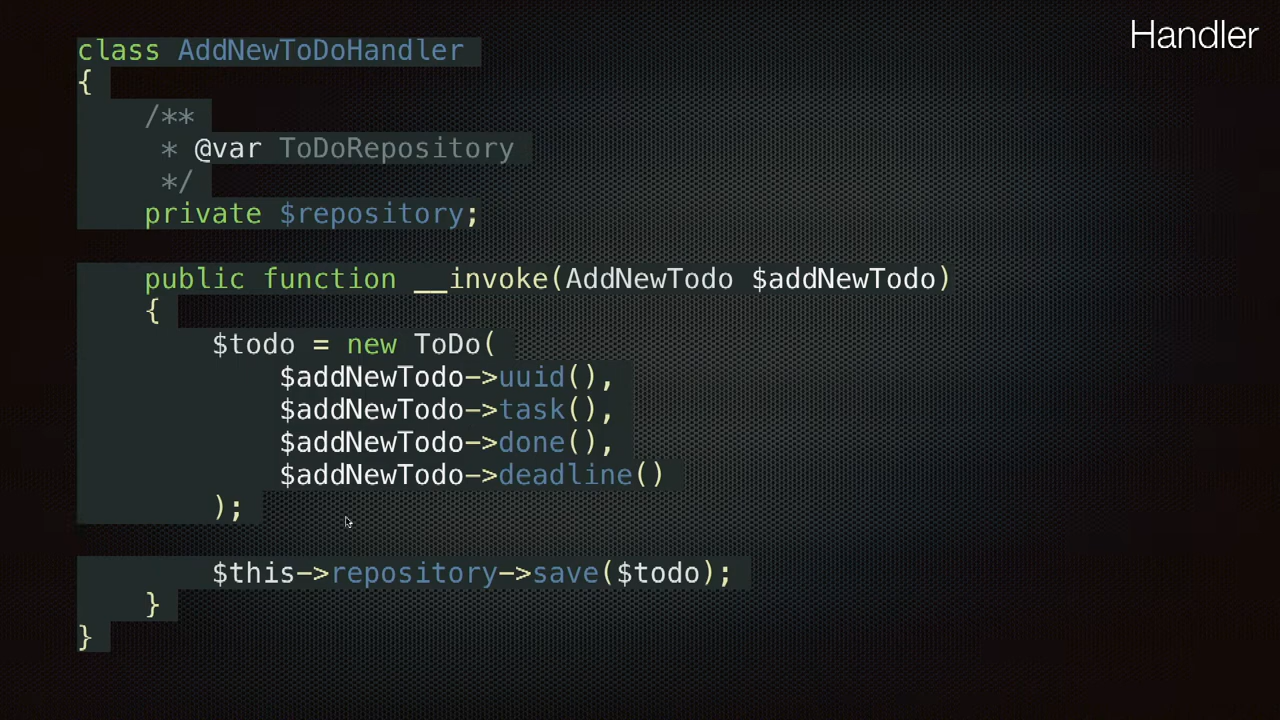 Handler
class AddNewToDoHandler
{
    /**
     * @var ToDoRepository
     */
    private $repository;

    public function __invoke(AddNewTodo $addNewTodo)
    {
        $todo = new ToDo(
            $addNewTodo->uuid(),
            $addNewTodo->task(),
            $addNewTodo->done(),
            $addNewTodo->deadline()
        );

        $this->repository->save($todo);
    }
}